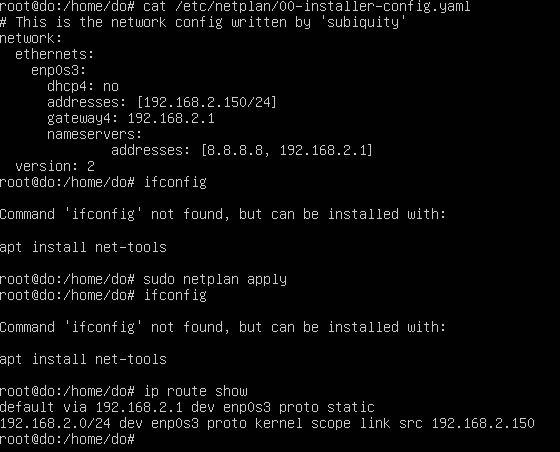 root@do:/home/do# cat /etc/netplan/00-installer-config.yaml
# This is the network config written by 'subiquity'
network:
  ethernets:
    enp0s3:
      dhcp4: no
      addresses: [192.168.2.150/24]
      gateway4: 192.168.2.1
      nameservers:
              addresses: [8.8.8.8, 192.168.2.1]
  version: 2
root@do:/home/do# ifconfig

Command 'ifconfig' not found, but can be installed with:

apt install net-tools

root@do:/home/do# sudo netplan apply
root@do:/home/do# ifconfig

Command 'ifconfig' not found, but can be installed with:

apt install net-tools

root@do:/home/do# ip route show
default via 192.168.2.1 dev enp0s3 proto static
192.168.2.0/24 dev enp0s3 proto kernel scope link src 192.168.2.150
root@do:/home/do#